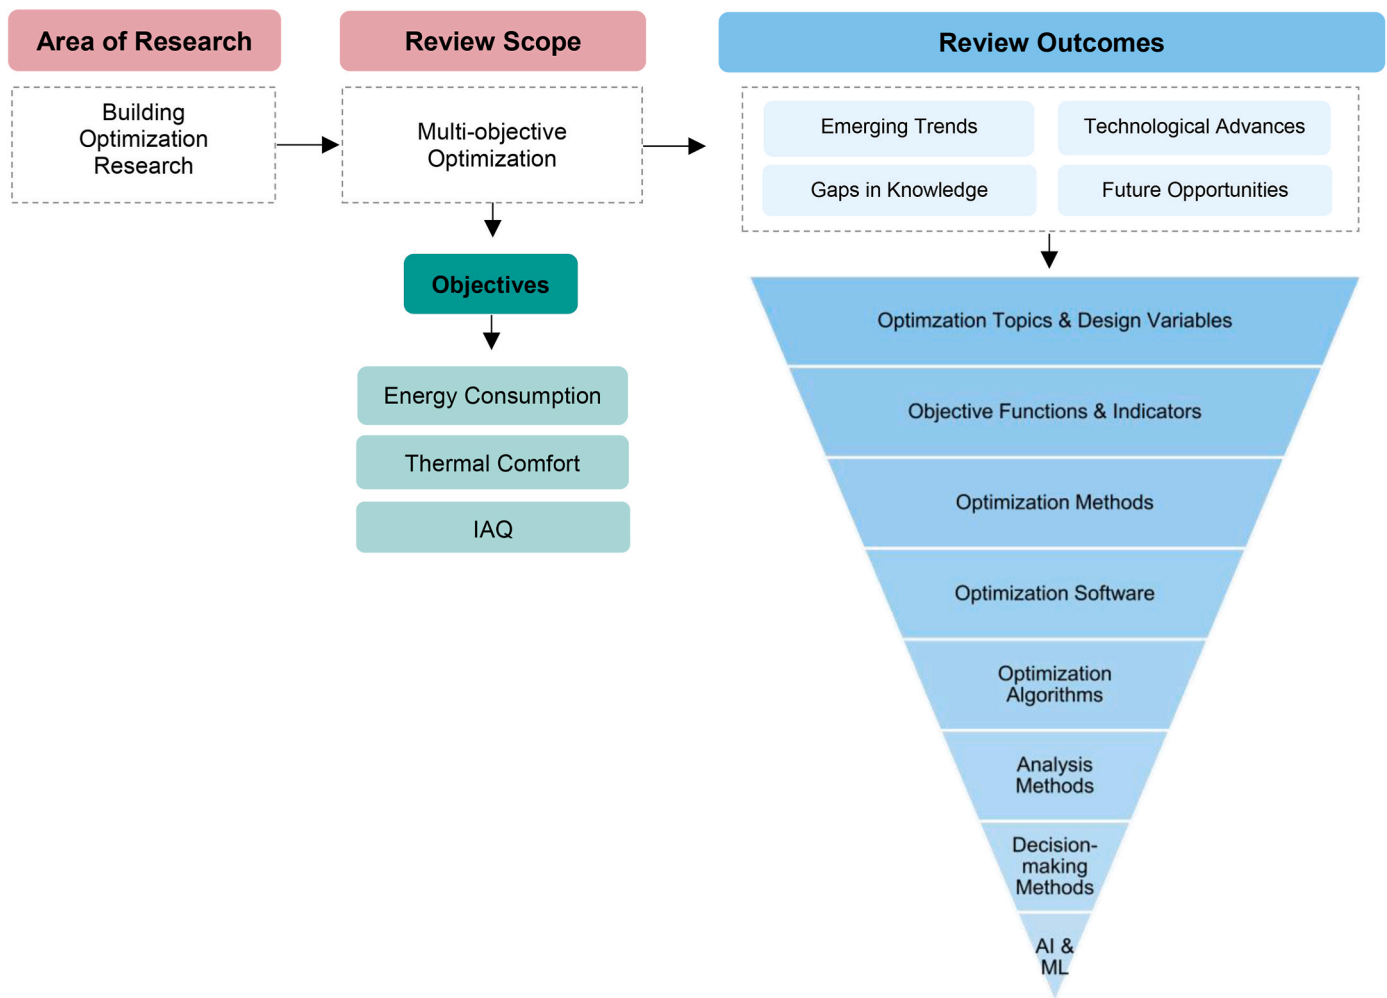 Area of Research
Review Scope
Review Outcomes
Building
Optimization
Research
Multi-objective
Optimization
Emerging Trends
Technological Advances
Gaps in Knowledge
Future Opportunities
Objectives
Energy Consumption
Thermal Comfort
IAQ
Optimzation Topics & Design Variables
Objective Functions & Indicators
Optimization Methods
Optimization Software
Optimization
Algorithms
Analysis
Methods
Decision-
making
Methods
AI &
ML